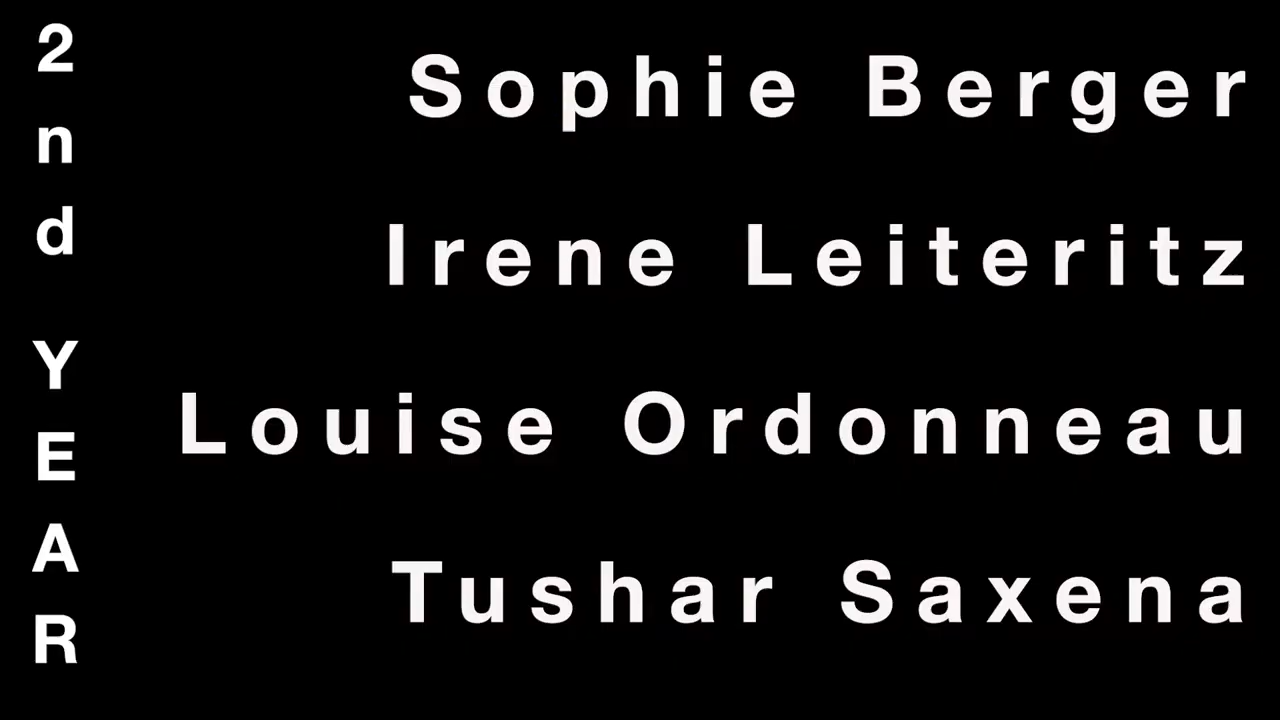 2nd YEAR
Sophie Berger
Irene Leiteritz
Louise Ordonneau
Tushar Saxena